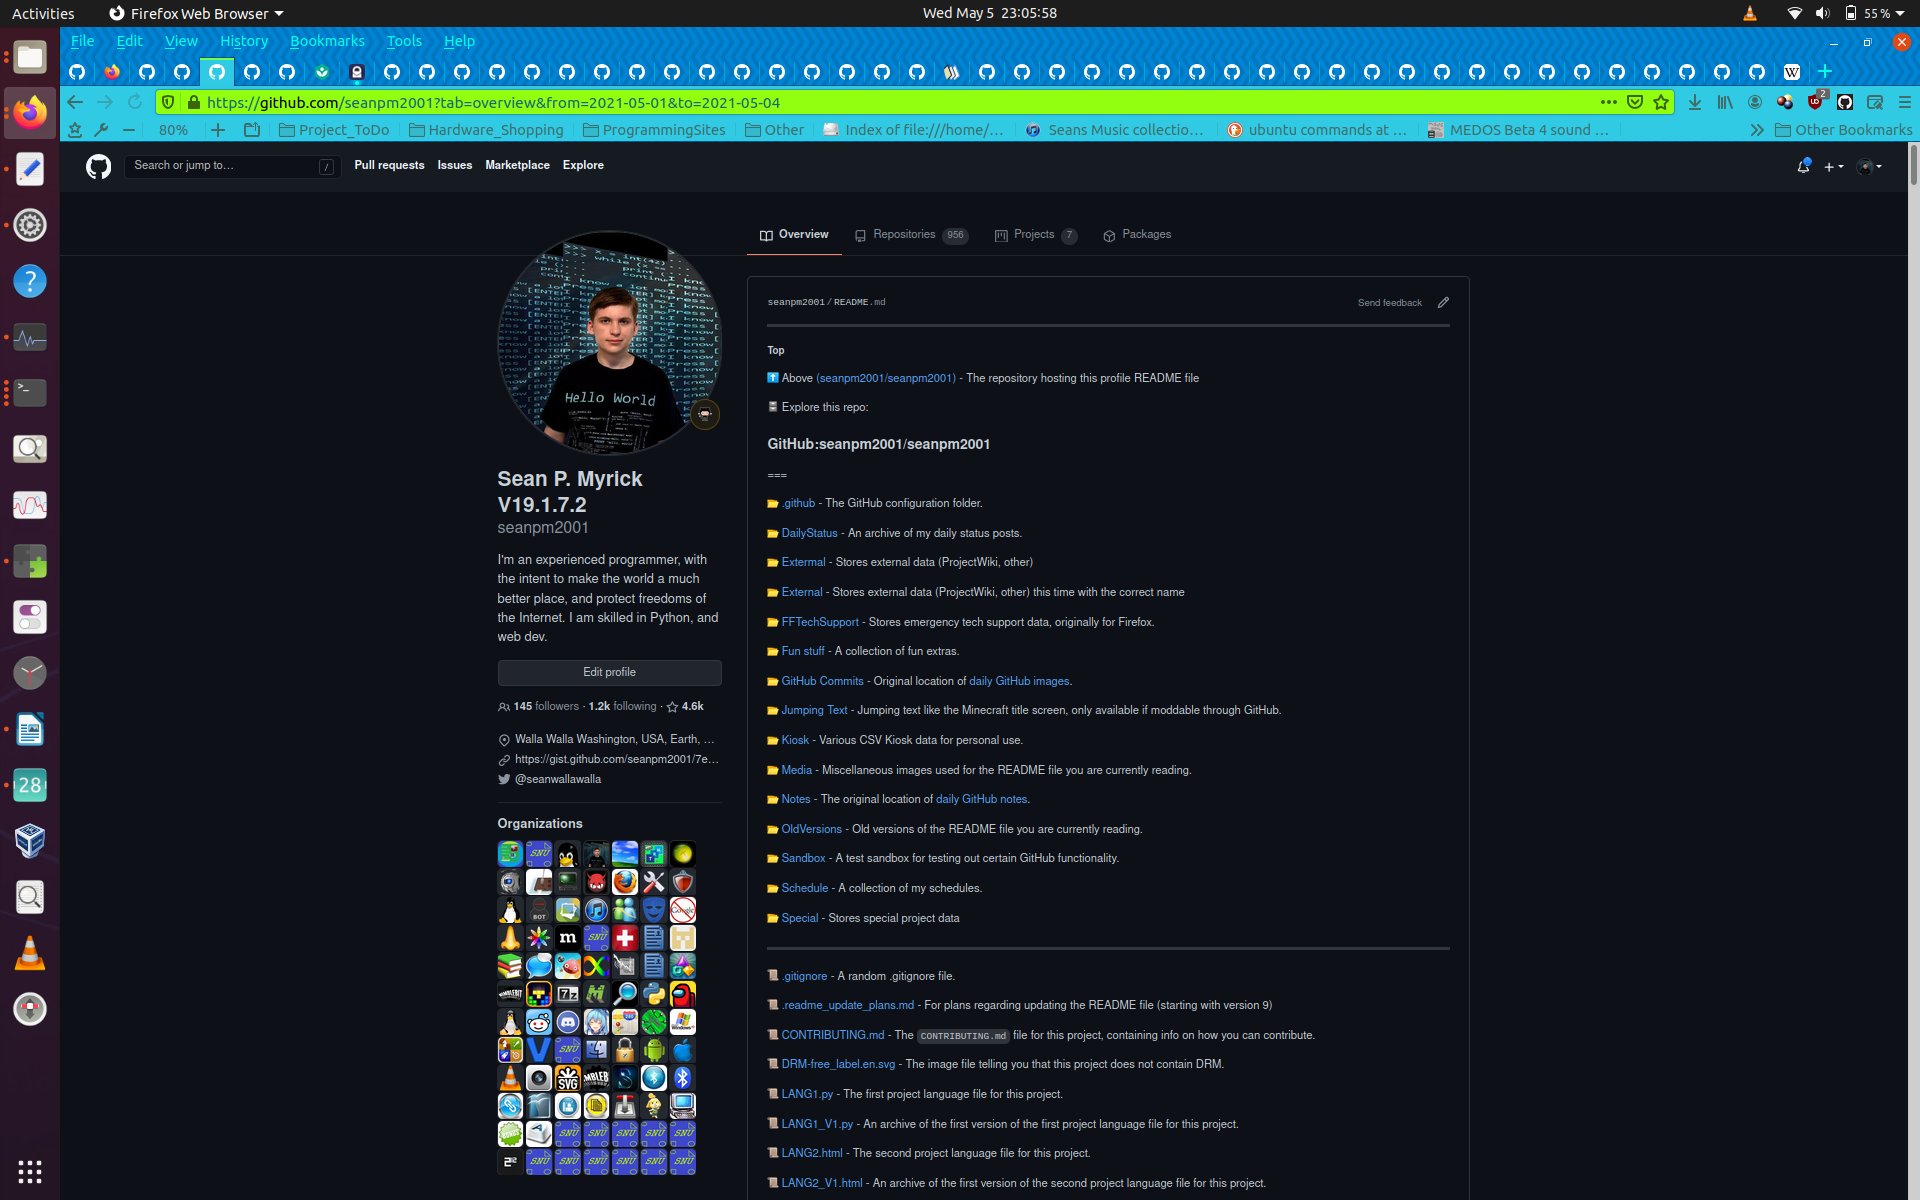 Activities
Firefox Web Browser
Wed May 5 23:05:58
55 %
File Edit View History Bookmarks Tools Help
https://github.com/seanpm2001?tab=overview&from=2021-05-01&to=2021-05-04
2
80%
Project_ToDo
Hardware_Shopping
ProgrammingSites
Other
Index of file:///home/…
Seans Music collectio…
ubuntu commands at …
MEDOS Beta 4 sound …
Other Bookmarks
Search or jump to…
/
Pull requests Issues Marketplace Explore
Overview
Repositories 956
Projects 7
Packages
Hello World
Sean P. Myrick
V19.1.7.2
seanpm2001
I'm an experienced programmer, with
the intent to make the world a much
better place, and protect freedoms of
the Internet. I am skilled in Python, and
web dev.
Edit profile
145 followers · 1.2k following · 4.6k
Walla Walla Washington, USA, Earth, …
https://gist.github.com/seanpm2001/7e…
@seanwallawalla
Organizations
seanpm2001/README.md
Send feedback
Top
Above (seanpm2001/seanpm2001) - The repository hosting this profile README file
Explore this repo:
GitHub:seanpm2001/seanpm2001
===
.github - The GitHub configuration folder.
DailyStatus - An archive of my daily status posts.
Extermal - Stores external data (ProjectWiki, other)
External - Stores external data (ProjectWiki, other) this time with the correct name
FFTechSupport - Stores emergency tech support data, originally for Firefox.
Fun stuff - A collection of fun extras.
GitHub Commits - Original location of daily GitHub images.
Jumping Text - Jumping text like the Minecraft title screen, only available if moddable through GitHub.
Kiosk - Various CSV Kiosk data for personal use.
Media - Miscellaneous images used for the README file you are currently reading.
Notes - The original location of daily GitHub notes.
OldVersions - Old versions of the README file you are currently reading.
Sandbox - A test sandbox for testing out certain GitHub functionality.
Schedule - A collection of my schedules.
Special - Stores special project data
.gitignore - A random .gitignore file.
.readme_update_plans.md - For plans regarding updating the README file (starting with version 9)
CONTRIBUTING.md - The CONTRIBUTING.md file for this project, containing info on how you can contribute.
DRM-free_label.en.svg - The image file telling you that this project does not contain DRM.
LANG1.py - The first project language file for this project.
LANG1_V1.py - An archive of the first version of the first project language file for this project.
LANG2.html - The second project language file for this project.
LANG2_V1.html - An archive of the first version of the second project language file for this project.
28